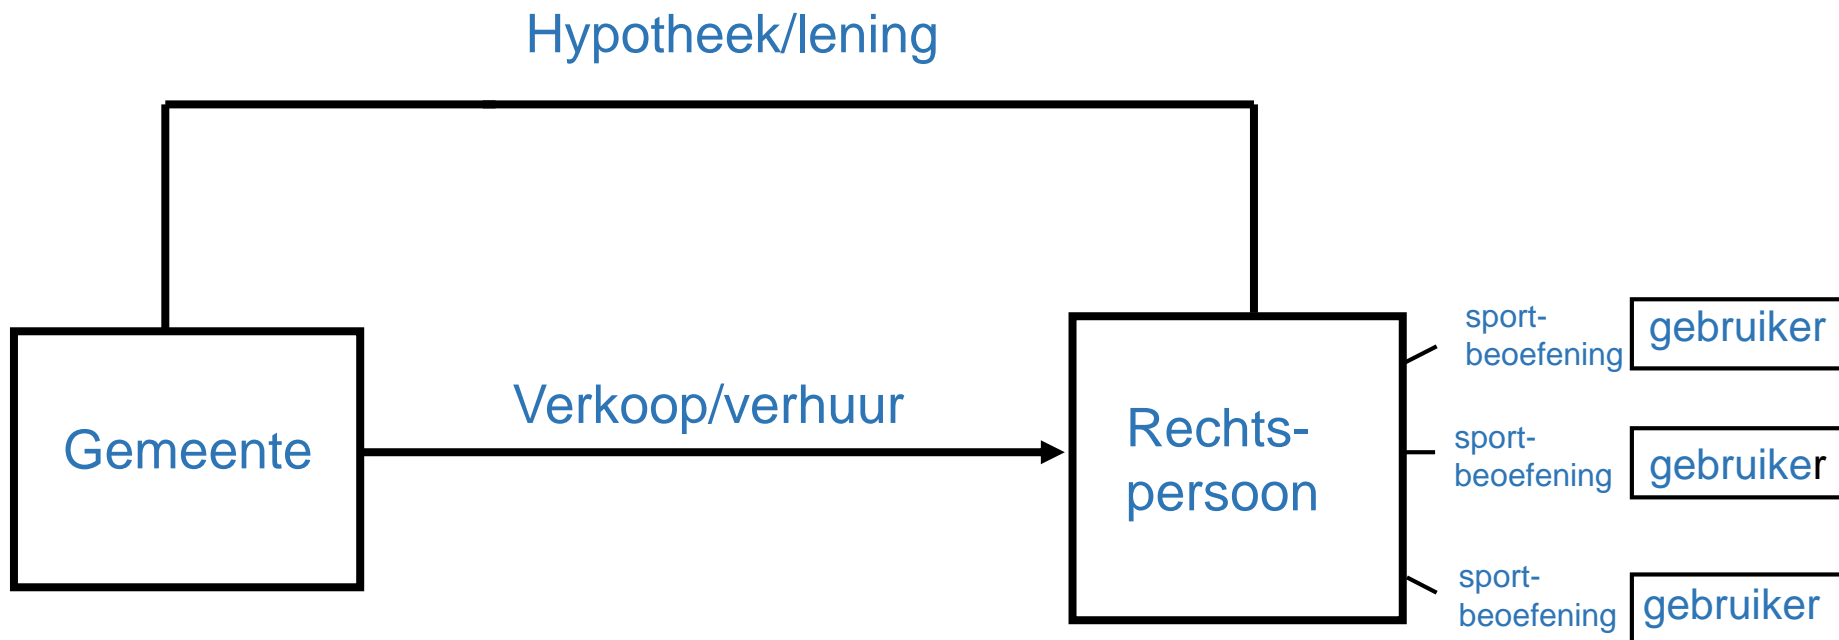 Hypotheek/lening
Gemeente
Verkoop/verhuur
Rechts-
persoon
sport-
beoefening
gebruiker
sport-
beoefening
gebruiker
sport-
beoefening
gebruiker